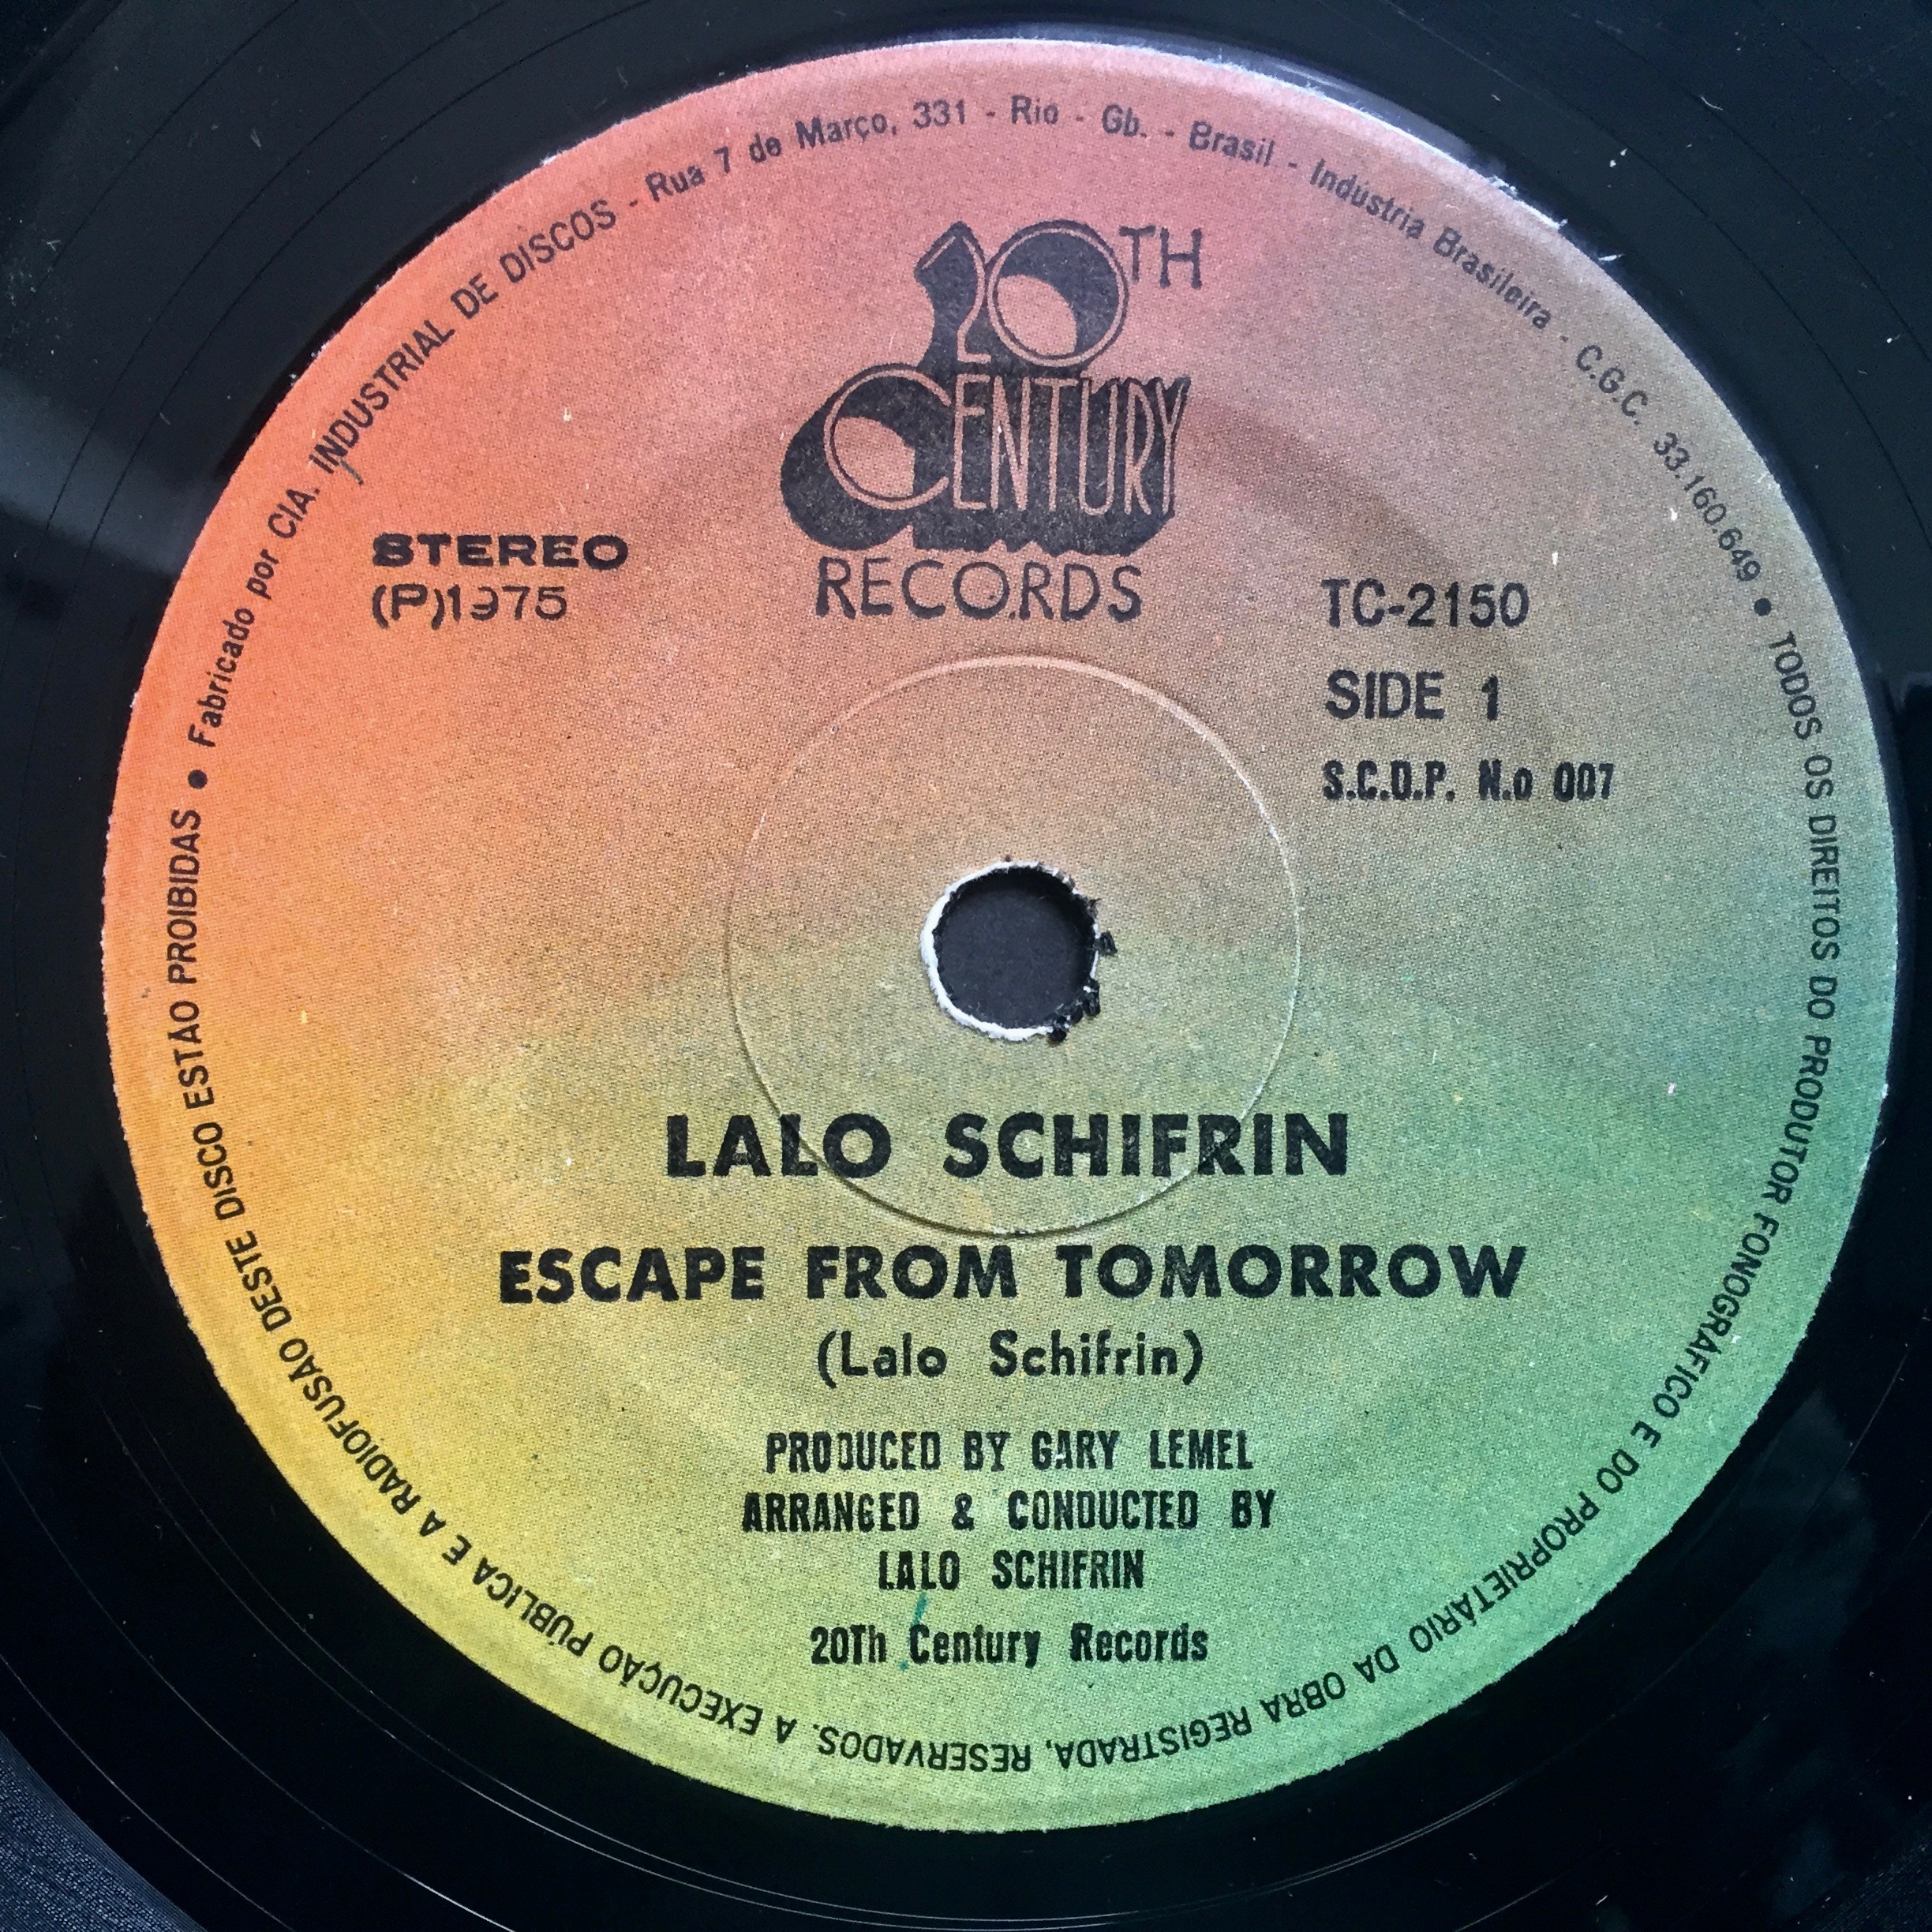 Fabricado por CIA. INDUSTRIAL DE DISCOS - Rua 7 de Março, 331 - Rio - Gb. - Brasil - Indústria Brasileira - C.G.C. 33.160.649 • TODOS OS DIREITOS DO PRODUTOR FONOGRÁFICO E DO PROPRIETÁRIO DA OBRA REGISTRADA, RESERVADOS. A EXECUÇÃO PÚBLICA E A RADIOFUSÃO DESTE DISCO ESTÃO PROIBIDAS •
20TH
CENTURY
RECORDS
STEREO
(P)1975
TC-2150
SIDE 1
S.C.D.P. N.o 007
LALO SCHIFRIN
ESCAPE FROM TOMORROW
(Lalo Schifrin)
PRODUCED BY GARY LEMEL
ARRANGED & CONDUCTED BY
LALO SCHIFRIN
20Th Century Records